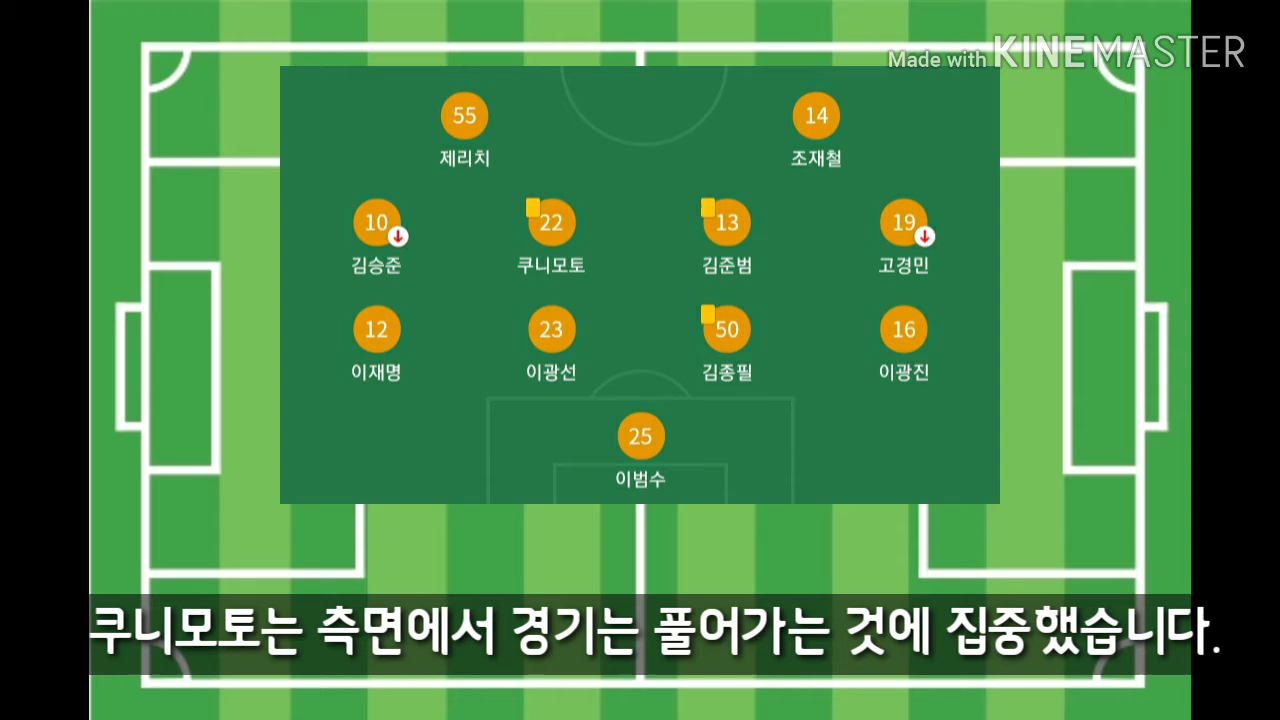 Made with KINEMASTER
55 14
제리치 조재철
10 22 13 19
김승준 쿠니모토 김준범 고경민
12 23 50 16
이재명 이광선 김종필 이광진
25
이범수
쿠니모토는 측면에서 경기는 풀어가는 것에 집중했습니다.